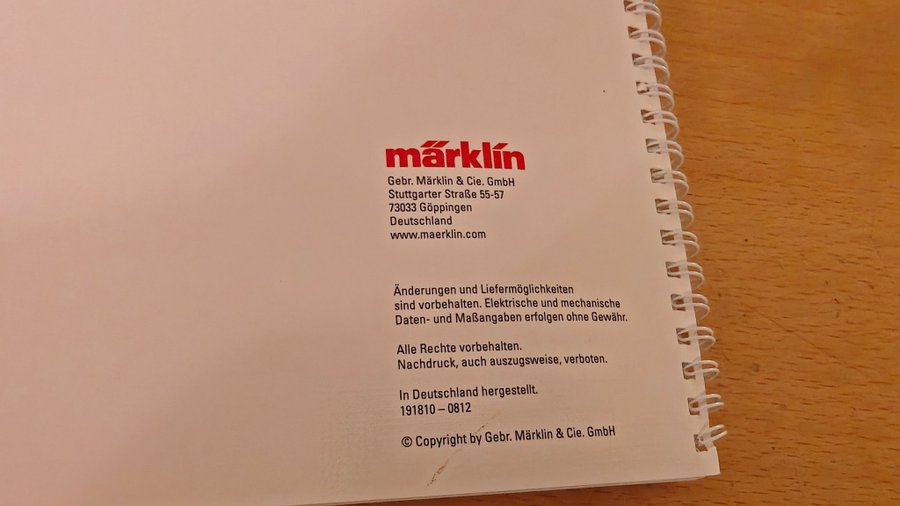 märklin
Gebr. Märklin & Cie. GmbH
Stuttgarter Straße 55-57
73033 Göppingen
Deutschland
www.maerklin.com
Änderungen und Liefermöglichkeiten
sind vorbehalten. Elektrische und mechanische
Daten- und Maßangaben erfolgen ohne Gewähr.
Alle Rechte vorbehalten.
Nachdruck, auch auszugsweise, verboten.
In Deutschland hergestellt.
191810 – 0812
© Copyright by Gebr. Märklin & Cie. GmbH